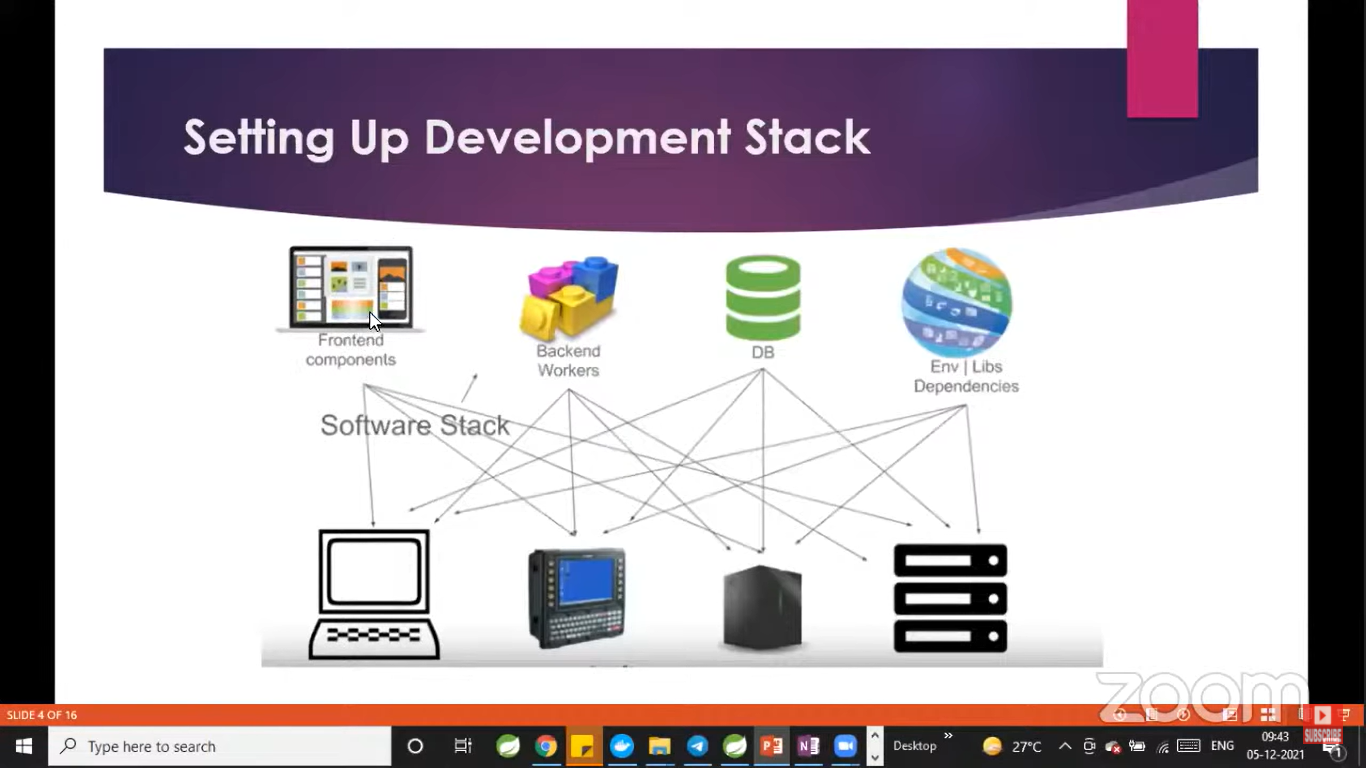 Setting Up Development Stack
Frontend
components
Backend
Workers
DB
Env | Libs
Dependencies
Software Stack
zoom
SLIDE 4 OF 16
SUBSCRIBE
Type here to search
Desktop
27°C
ENG
09:43
05-12-2021
1